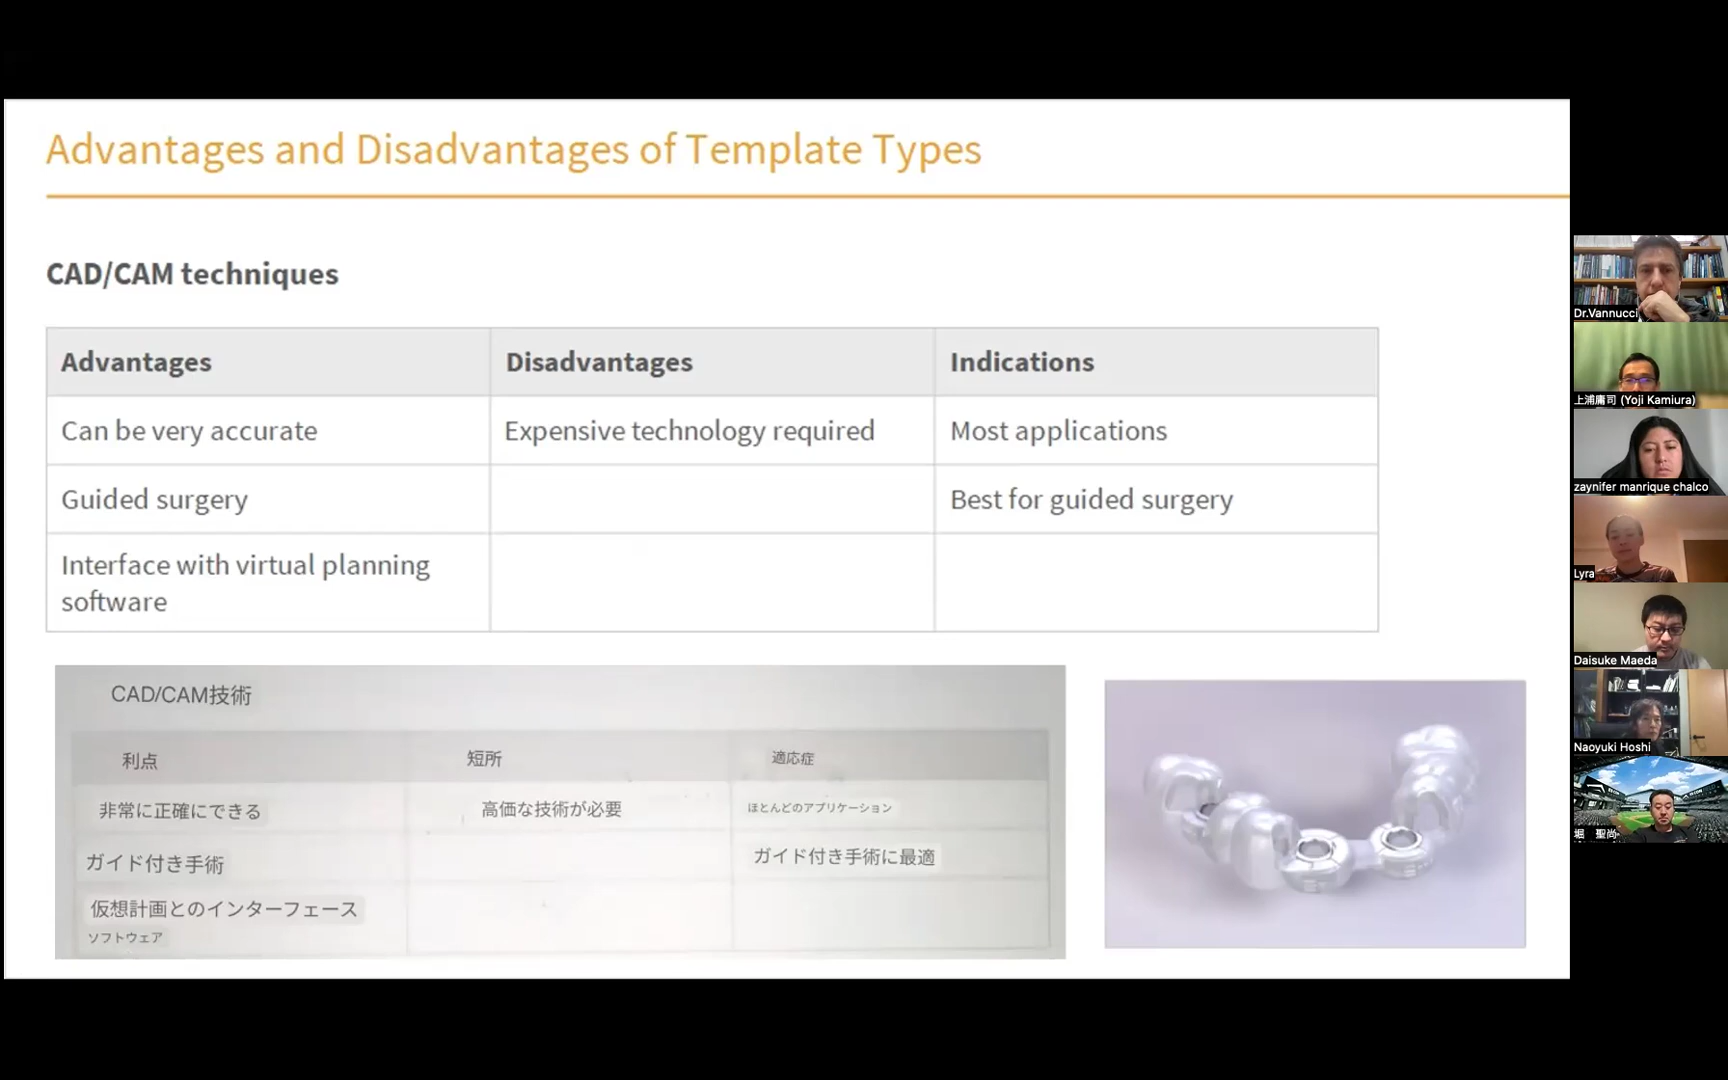 Advantages and Disadvantages of Template Types
CAD/CAM techniques
Advantages Disadvantages Indications
Can be very accurate Expensive technology required Most applications
Guided surgery Best for guided surgery
Interface with virtual planning
software
CAD/CAM技術
利点 短所 適応症
非常に正確にできる 高価な技術が必要 ほとんどのアプリケーション
ガイド付き手術 ガイド付き手術に最適
仮想計画とのインターフェース
ソフトウェア
Dr.Vannucci
上浦庸司 (Yoji Kamiura)
zaynifer manrique chalco
Lyra
Daisuke Maeda
Naoyuki Hoshi
堀 聖尚